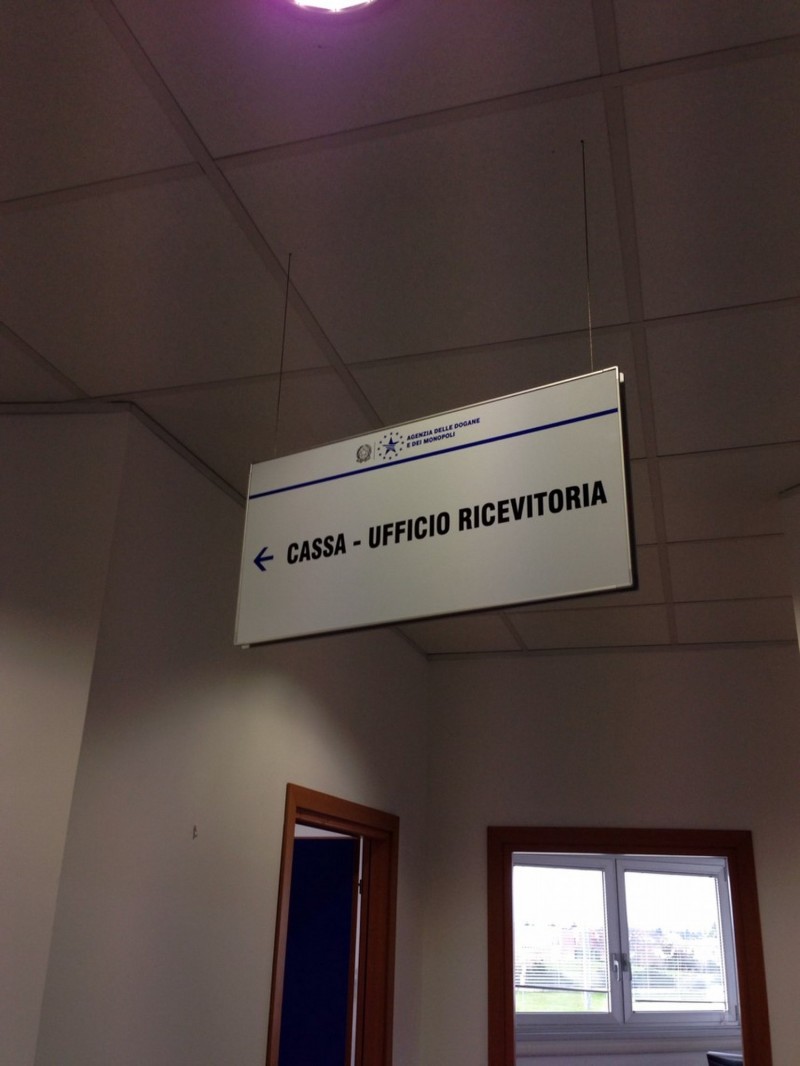 AGENZIA DELLE DOGANE
E DEI MONOPOLI
CASSA - UFFICIO RICEVITORIA